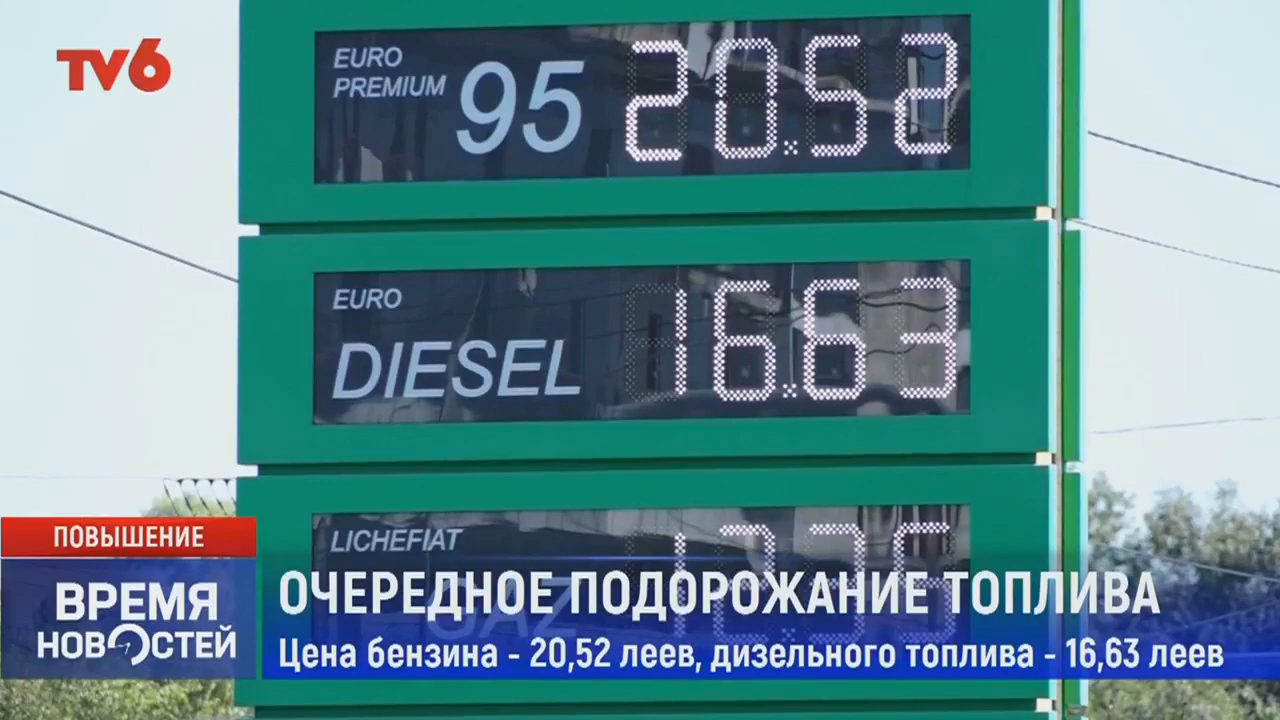 TV6
EURO
PREMIUM
95
20.52
EURO
DIESEL
16.63
LICHEFIAT
GAZ
ПОВЫШЕНИЕ
ВРЕМЯ
НОВОСТЕЙ
ОЧЕРЕДНОЕ ПОДОРОЖАНИЕ ТОПЛИВА
Цена бензина - 20,52 леев, дизельного топлива - 16,63 леев